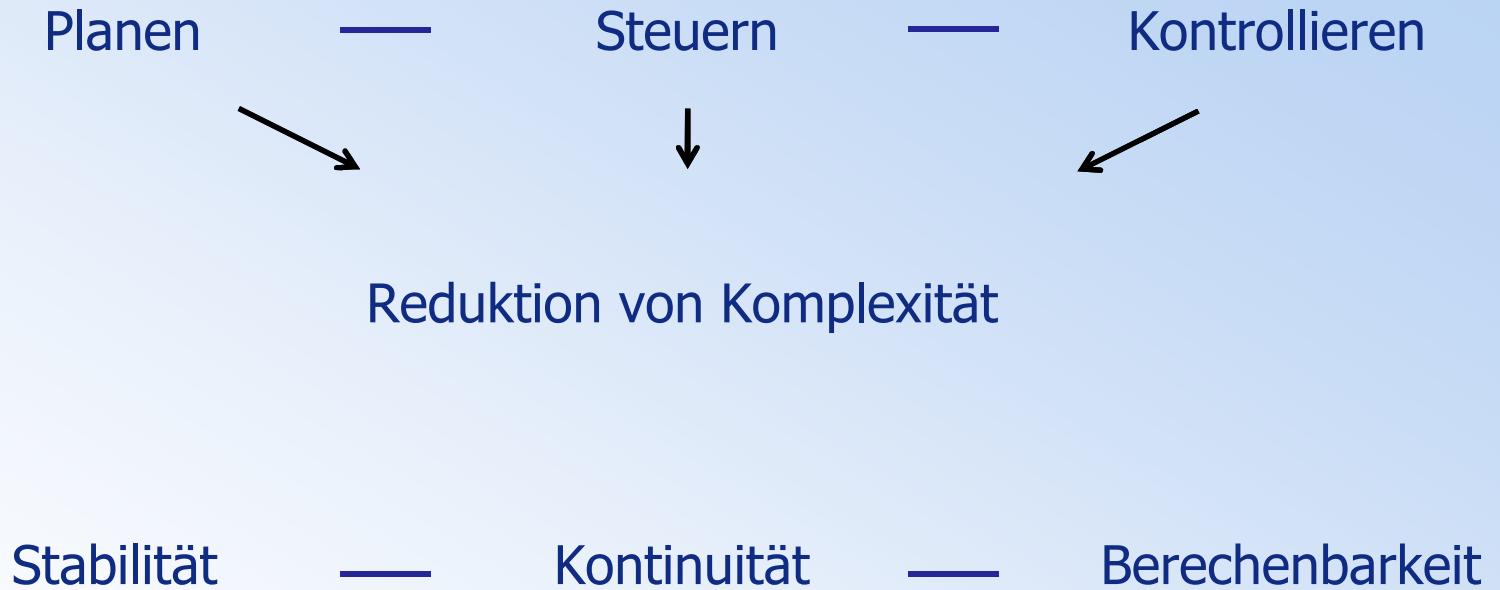 Planen — Steuern — Kontrollieren
Reduktion von Komplexität
Stabilität — Kontinuität — Berechenbarkeit